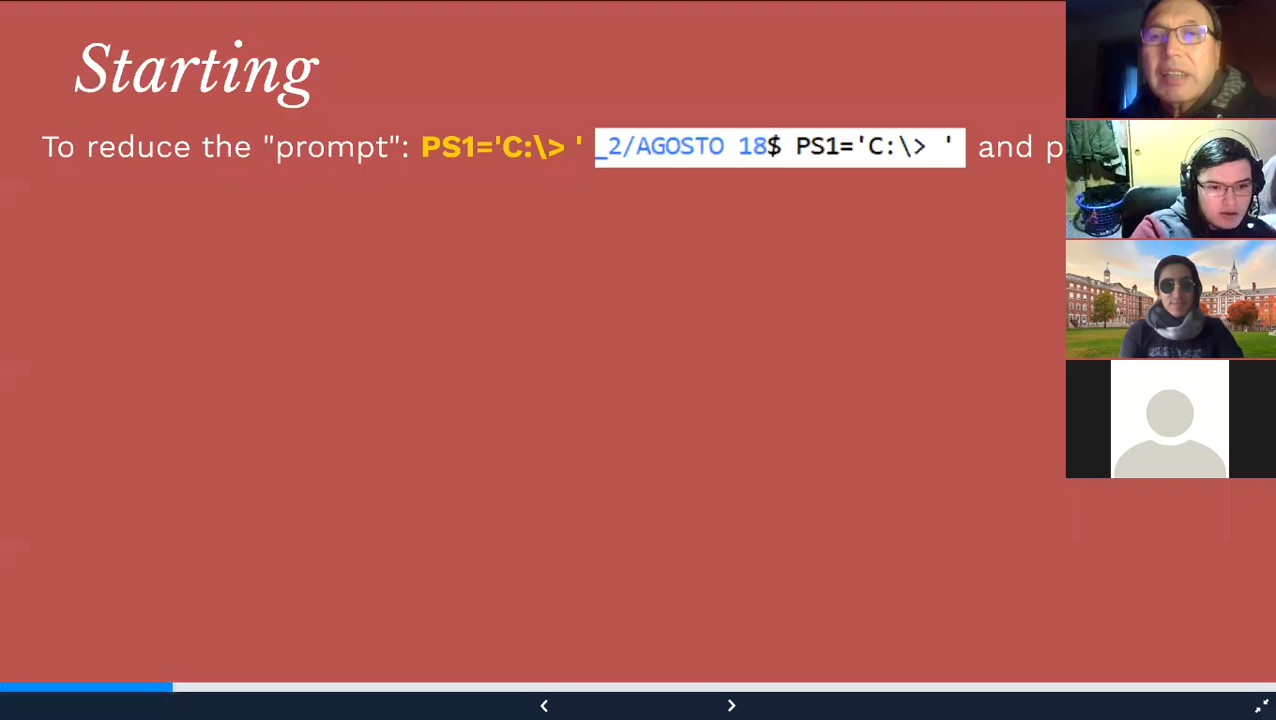 Starting
To reduce the "prompt": PS1='C:\> ' _2/AGOSTO 18$ PS1='C:\> ' and p